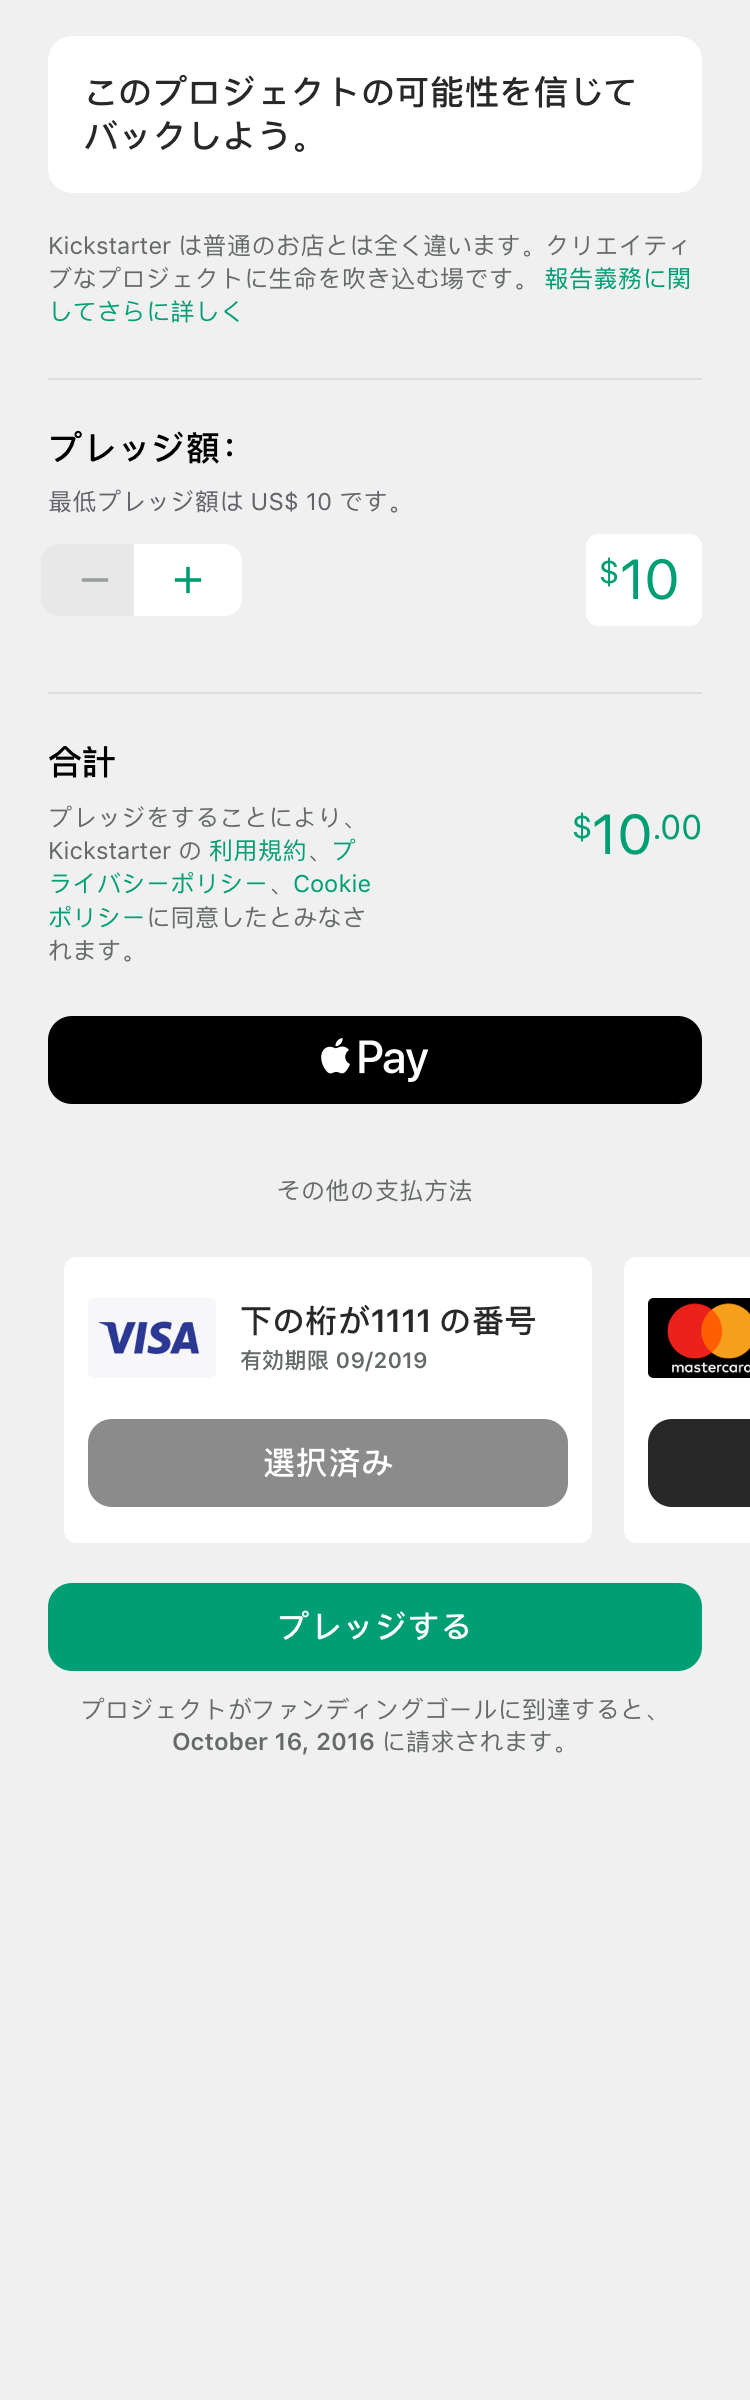 このプロジェクトの可能性を信じて
バックしよう。
Kickstarter は普通のお店とは全く違います。クリエイティ
ブなプロジェクトに生命を吹き込む場です。 報告義務に関
してさらに詳しく
プレッジ額:
最低プレッジ額は US$ 10 です。
$10
合計
プレッジをすることにより、
Kickstarter の 利用規約、プ
ライバシーポリシー、Cookie
ポリシーに同意したとみなさ
れます。
$10.00
Pay
その他の支払方法
VISA
下の桁が1111 の番号
有効期限 09/2019
mastercard
選択済み
プレッジする
プロジェクトがファンディングゴールに到達すると、
October 16, 2016 に請求されます。